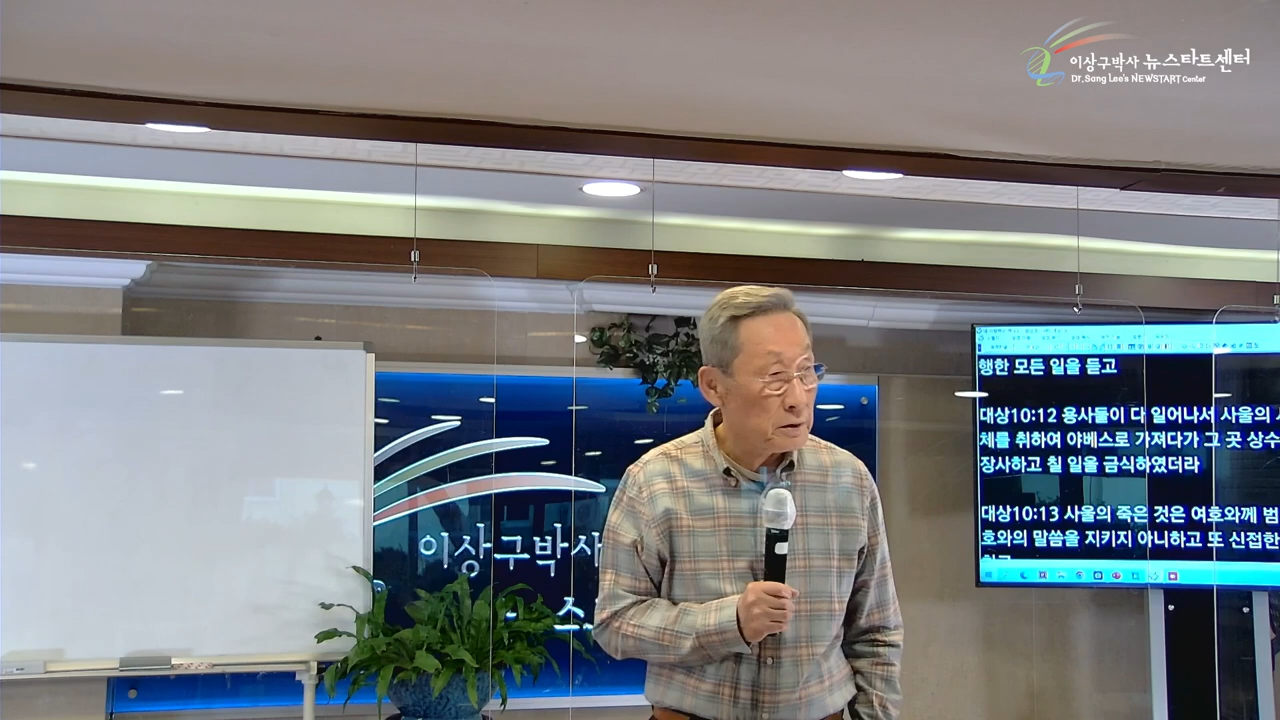 이상구박사 뉴스타트센터
Dr. Sang Lee's NEWSTART Center
행한 모든 일을 듣고
대상10:12 용사들이 다 일어나서 사울의
체를 취하여 야베스로 가져다가 그 곳 상수
장사하고 칠 일을 금식하였더라
대상10:13 사울의 죽은 것은 여호와께 범
호와의 말씀을 지키지 아니하고 또 신접한
이상구박사
스